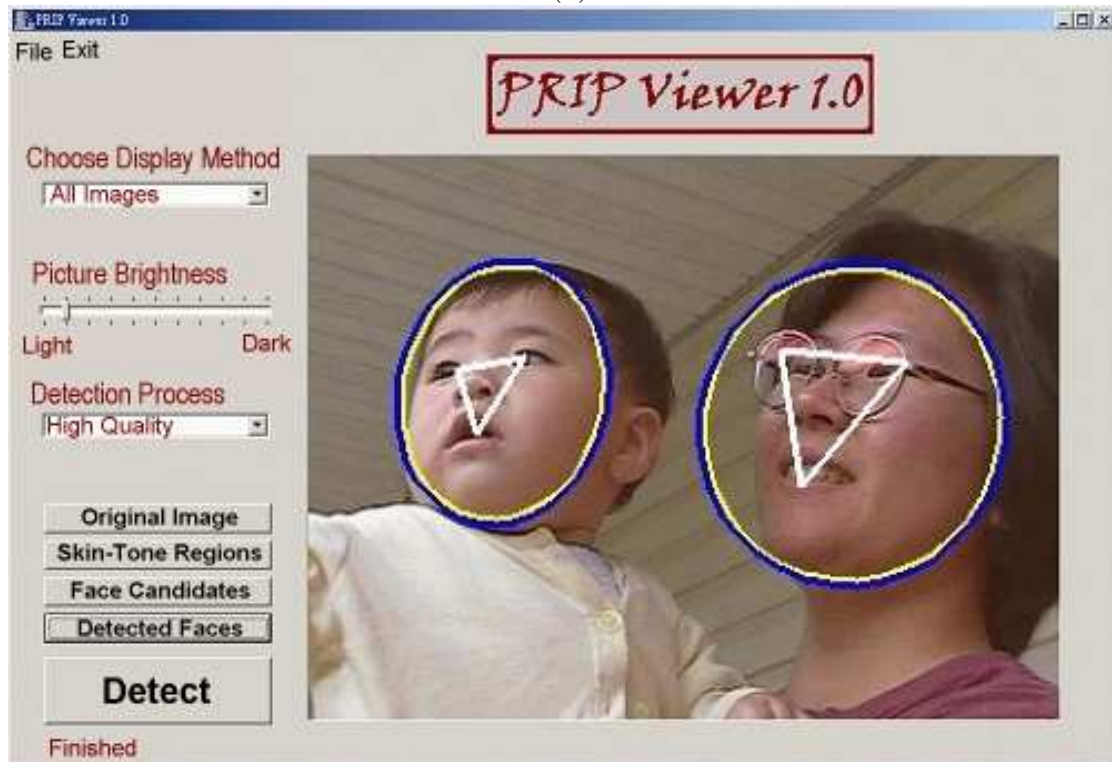 PRIP Viewer 1.0
File Exit
PRIP Viewer 1.0
Choose Display Method
All Images
Picture Brightness
Light Dark
Detection Process
High Quality
Original Image
Skin-Tone Regions
Face Candidates
Detected Faces
Detect
Finished